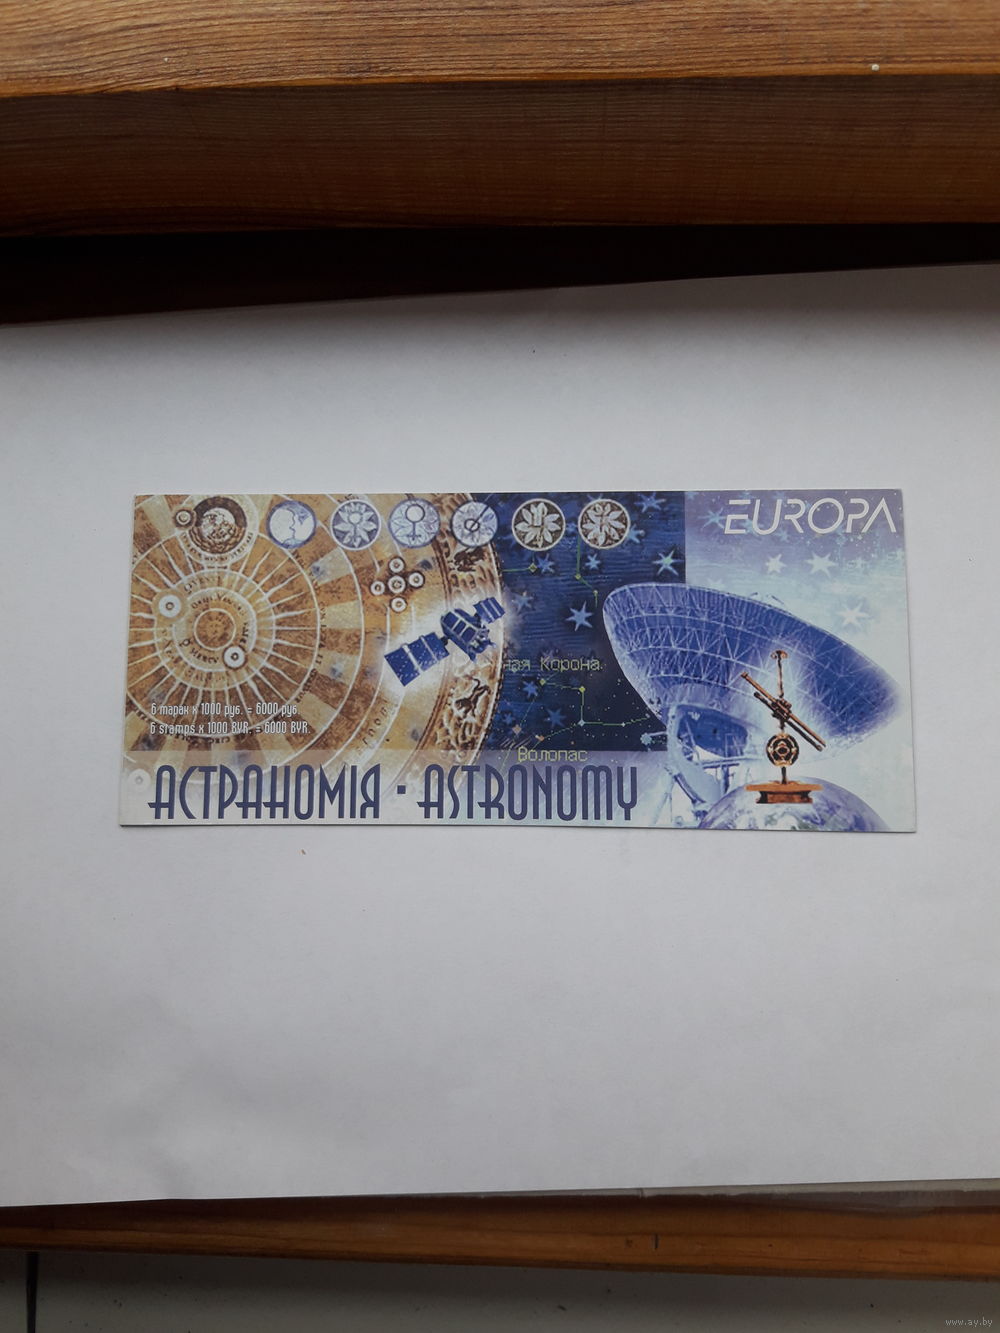 EUROPA
ная Корона
6 марак x 1000 руб. = 6000 руб.
6 stamps x 1000 BYR. = 6000 BYR.
Волопас
АСТРАНОМІЯ · ASTRONOMY
www.ay.by